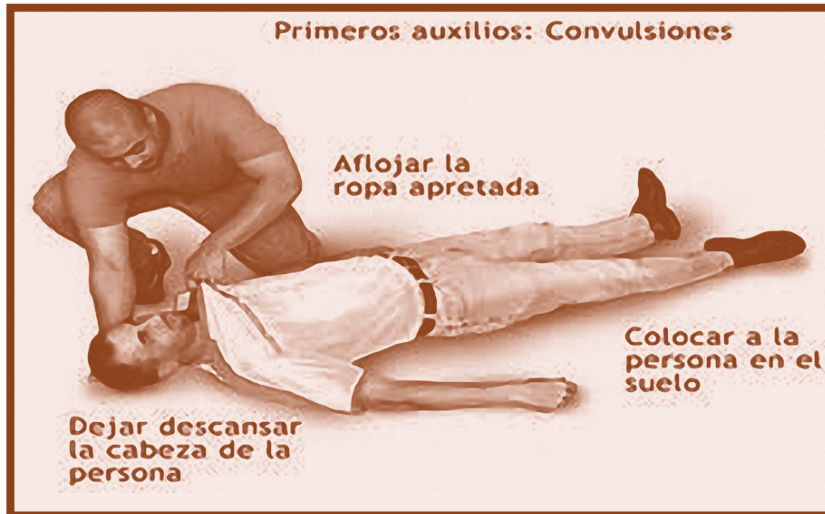 Primeros auxilios: Convulsiones
Aflojar la
ropa apretada
Colocar a la
persona en el
suelo
Dejar descansar
la cabeza de la
persona